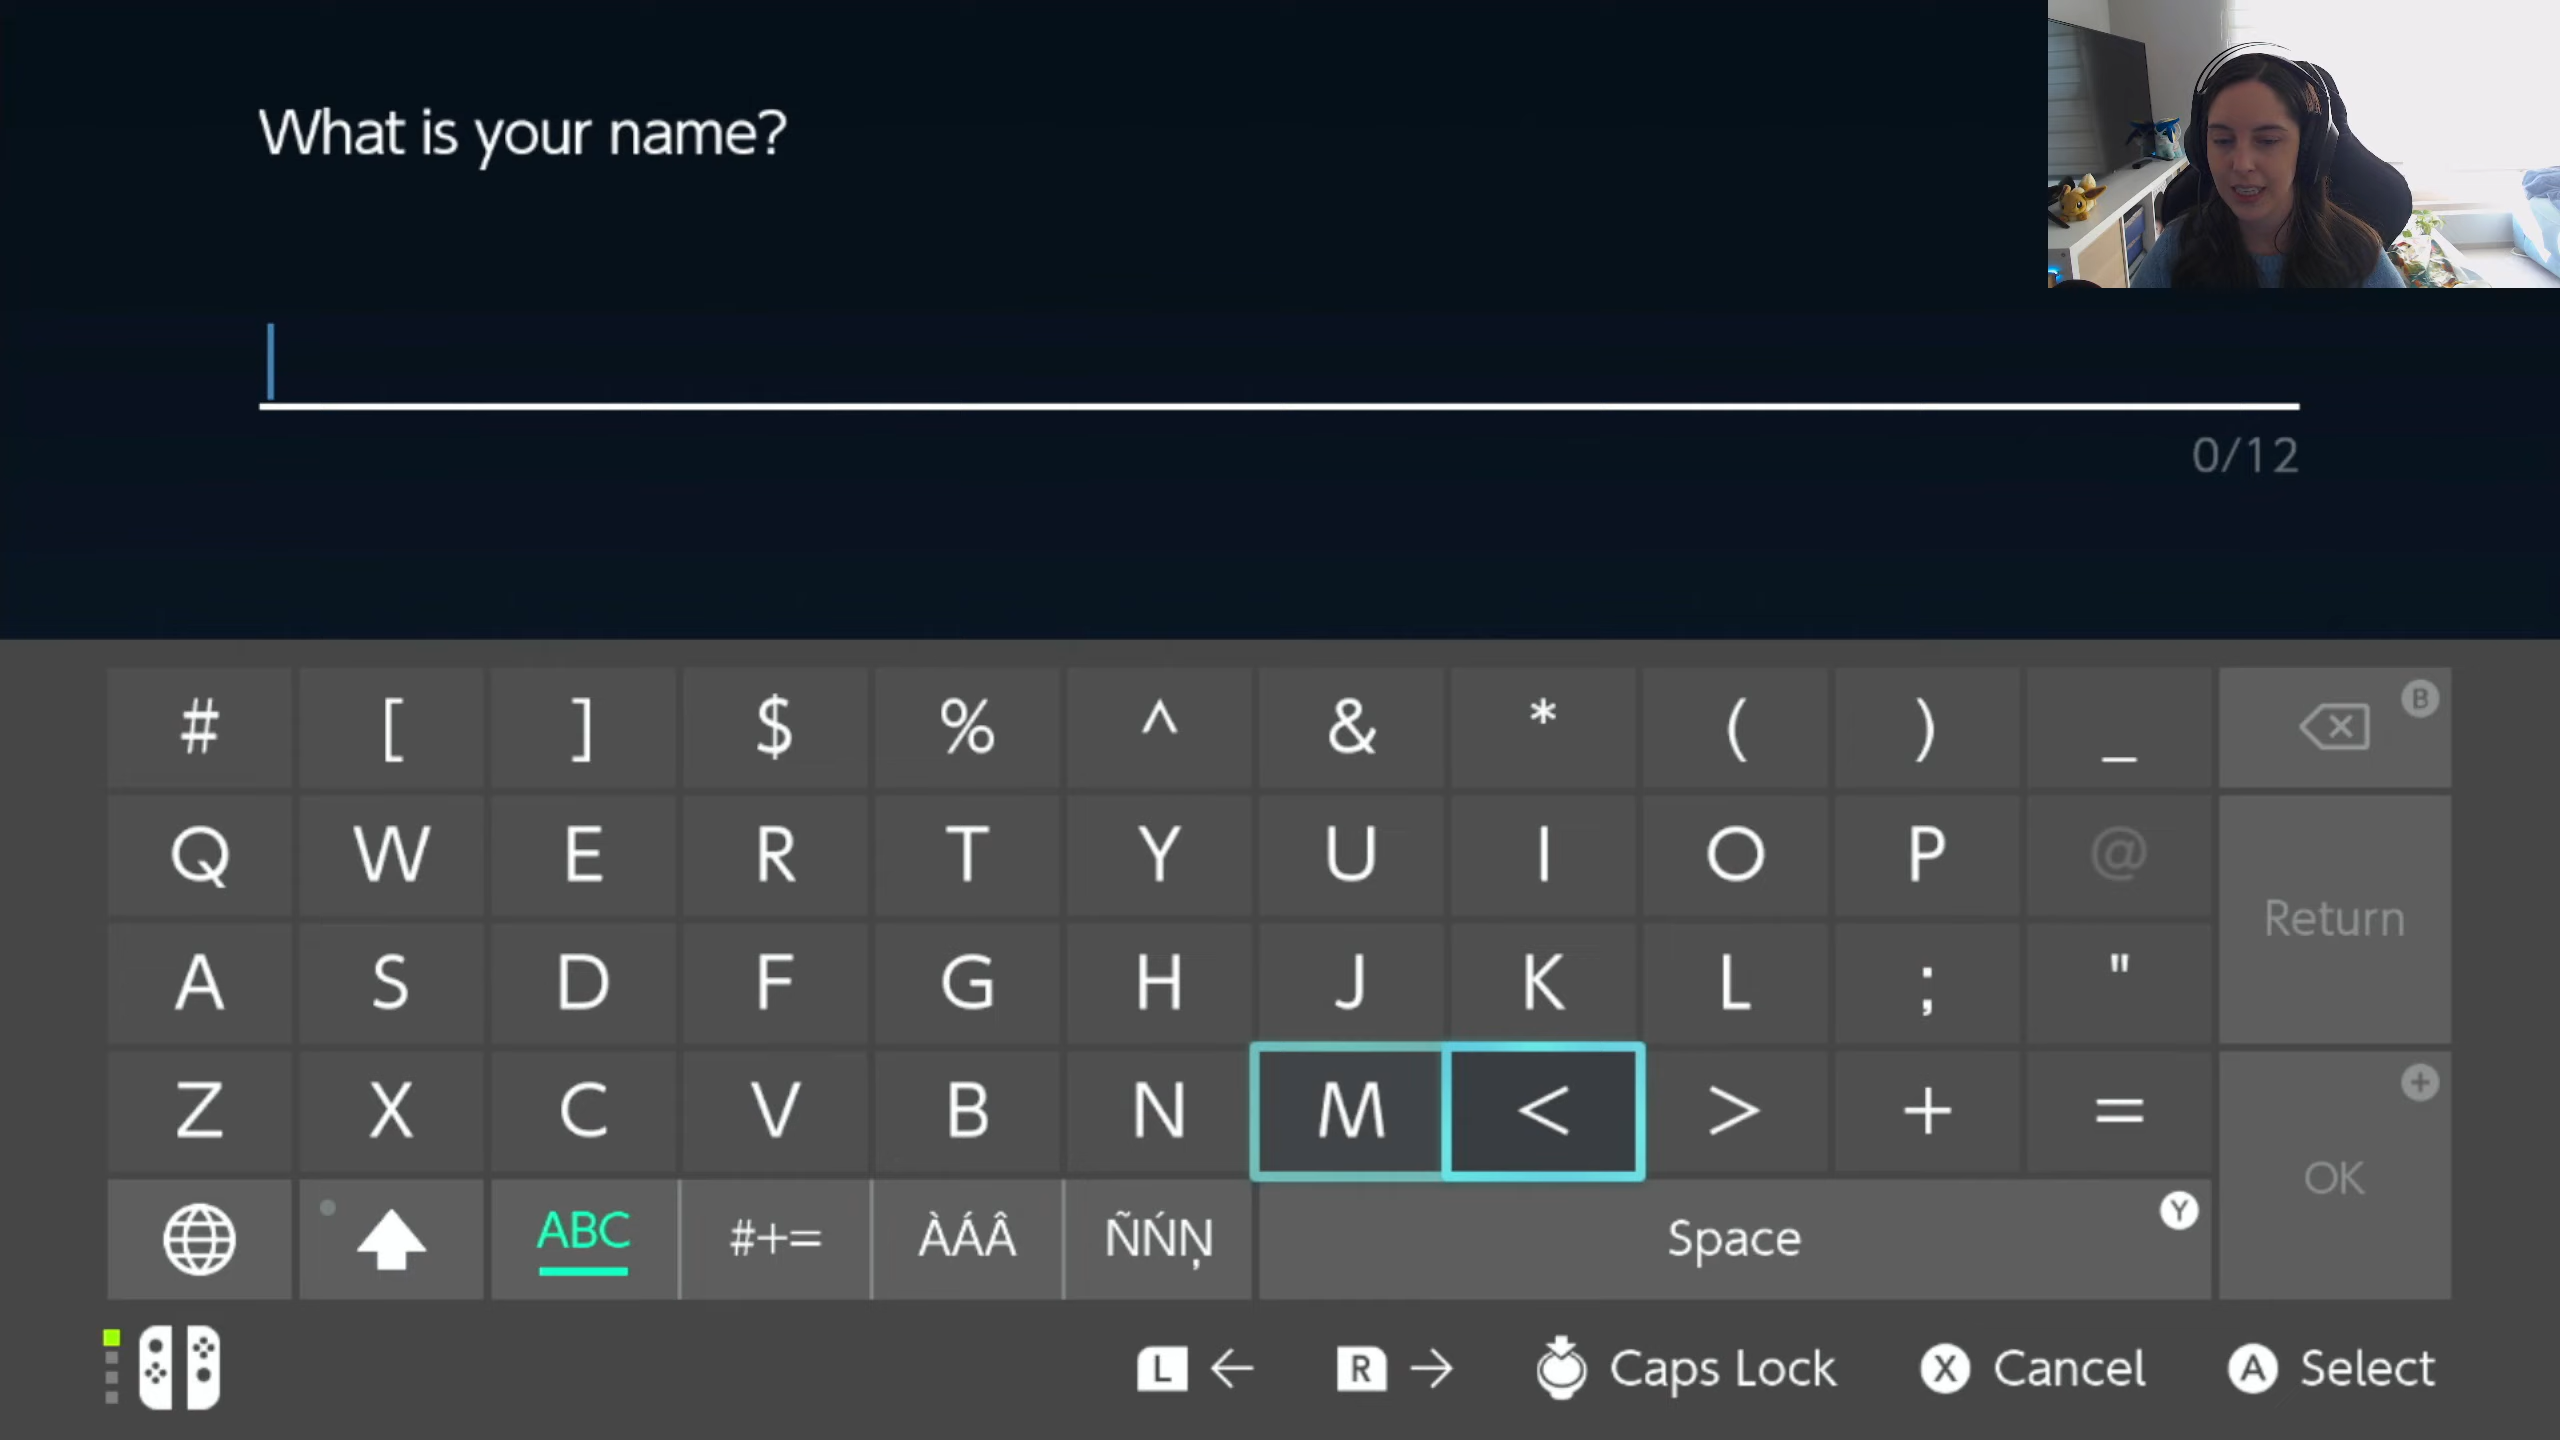 What is your name?
0/12
# [ ] $ % ^ & * ( ) _ B
Q W E R T Y U I O P @ Return
A S D F G H J K L ; "
Z X C V B N M < > + = +
ABC #+= ÀÁÂ ÑŃŅ Space Y OK
L ← R → Caps Lock X Cancel A Select